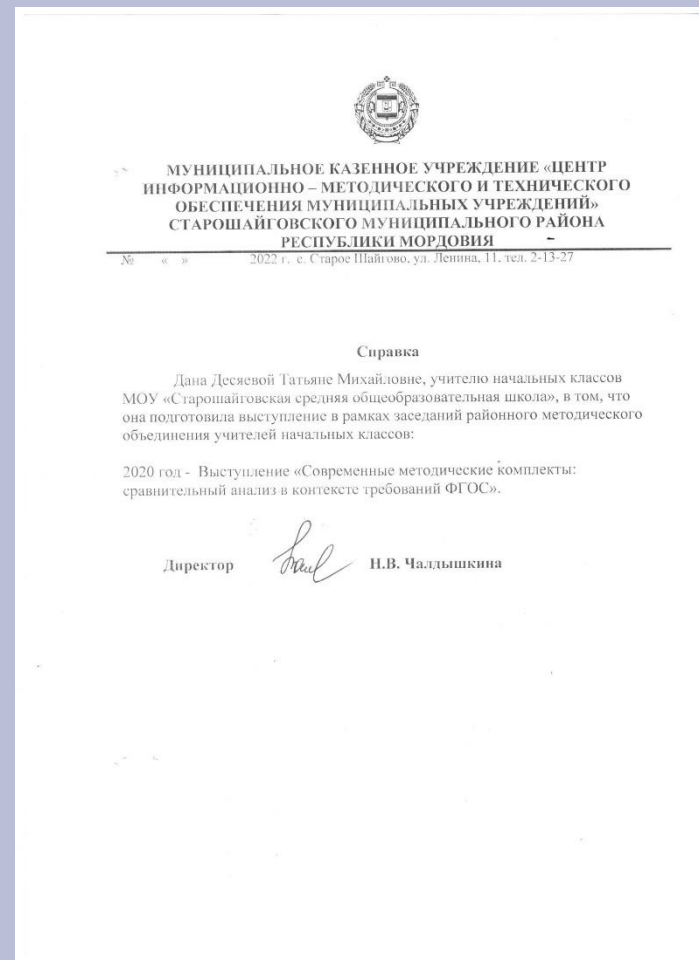 МУНИЦИПАЛЬНОЕ КАЗЕННОЕ УЧРЕЖДЕНИЕ «ЦЕНТР
ИНФОРМАЦИОННО – МЕТОДИЧЕСКОГО И ТЕХНИЧЕСКОГО
ОБЕСПЕЧЕНИЯ МУНИЦИПАЛЬНЫХ УЧРЕЖДЕНИЙ»
СТАРОШАЙГОВСКОГО МУНИЦИПАЛЬНОГО РАЙОНА
РЕСПУБЛИКИ МОРДОВИЯ
№ « » 2022 г. с. Старое Шайгово, ул. Ленина, 11, тел. 2-13-27
Справка
Дана Десяевой Татьяне Михайловне, учителю начальных классов
МОУ «Старошайговская средняя общеобразовательная школа», в том, что
она подготовила выступление в рамках заседаний районного методического
объединения учителей начальных классов:
2020 год - Выступление «Современные методические комплекты:
сравнительный анализ в контексте требований ФГОС».
Директор Н.В. Чалдышкина